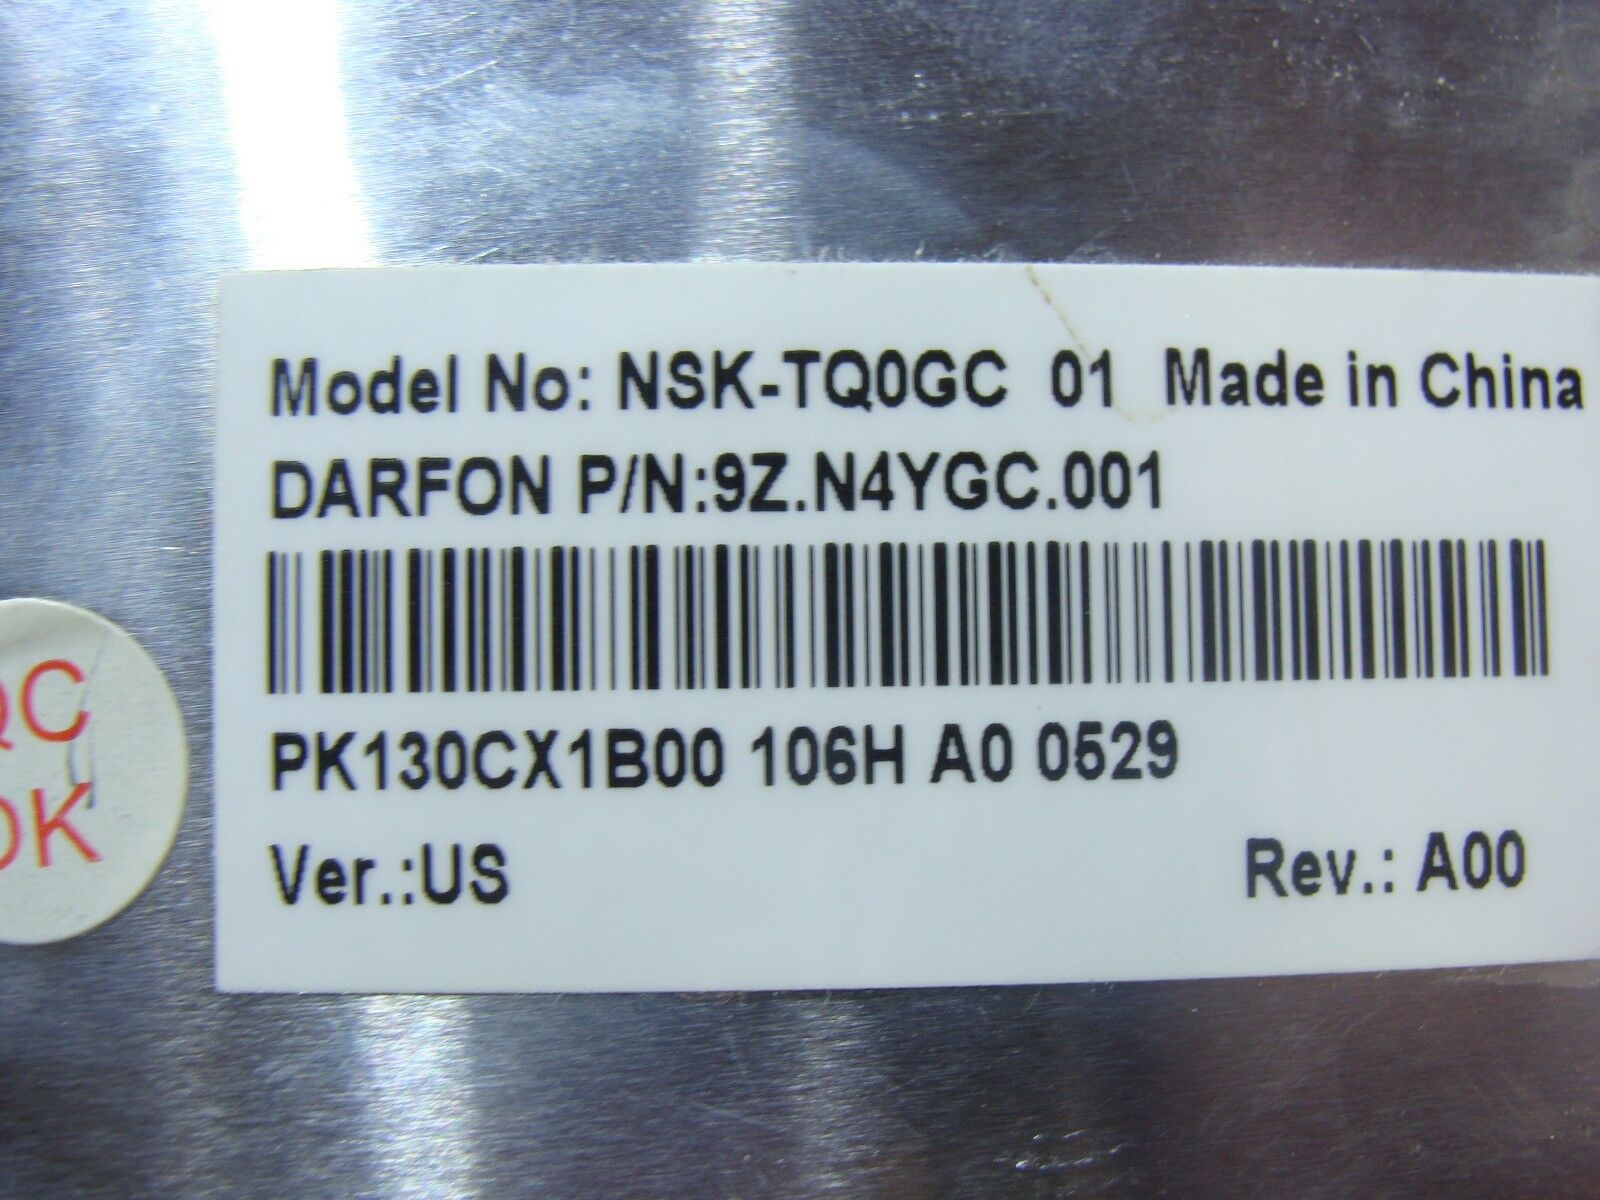 Model No: NSK-TQ0GC 01 Made in China
DARFON P/N:9Z.N4YGC.001
PK130CX1B00 106H A0 0529
Ver.:US Rev.: A00
QC
OK